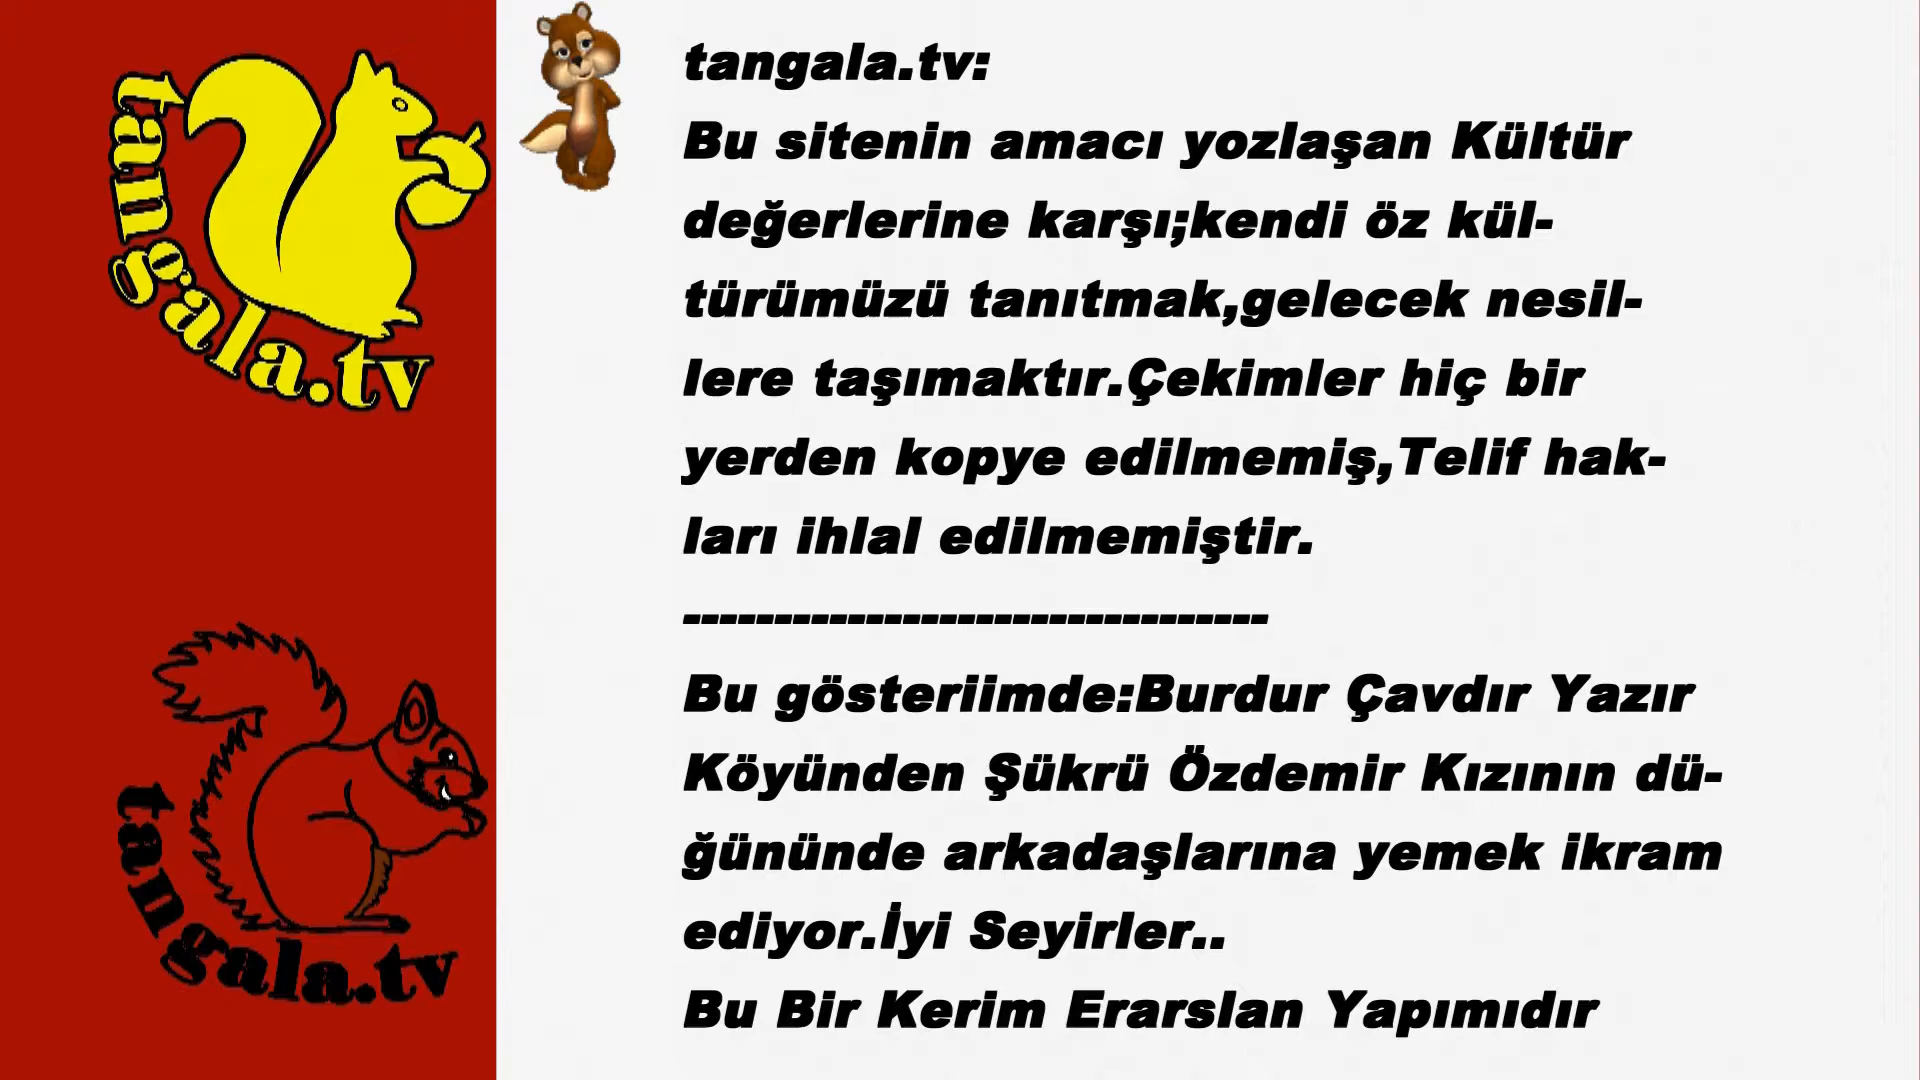 tangala.tv
tangala.tv:
Bu sitenin amacı yozlaşan Kültür
değerlerine karşı;kendi öz kül-
türümüzü tanıtmak,gelecek nesil-
lere taşımaktır.Çekimler hiç bir
yerden kopye edilmemiş,Telif hak-
ları ihlal edilmemiştir.
--------------------------------
Bu gösteriimde:Burdur Çavdır Yazır
Köyünden Şükrü Özdemir Kızının dü-
ğününde arkadaşlarına yemek ikram
ediyor.İyi Seyirler..
Bu Bir Kerim Erarslan Yapımıdır
tangala.tv